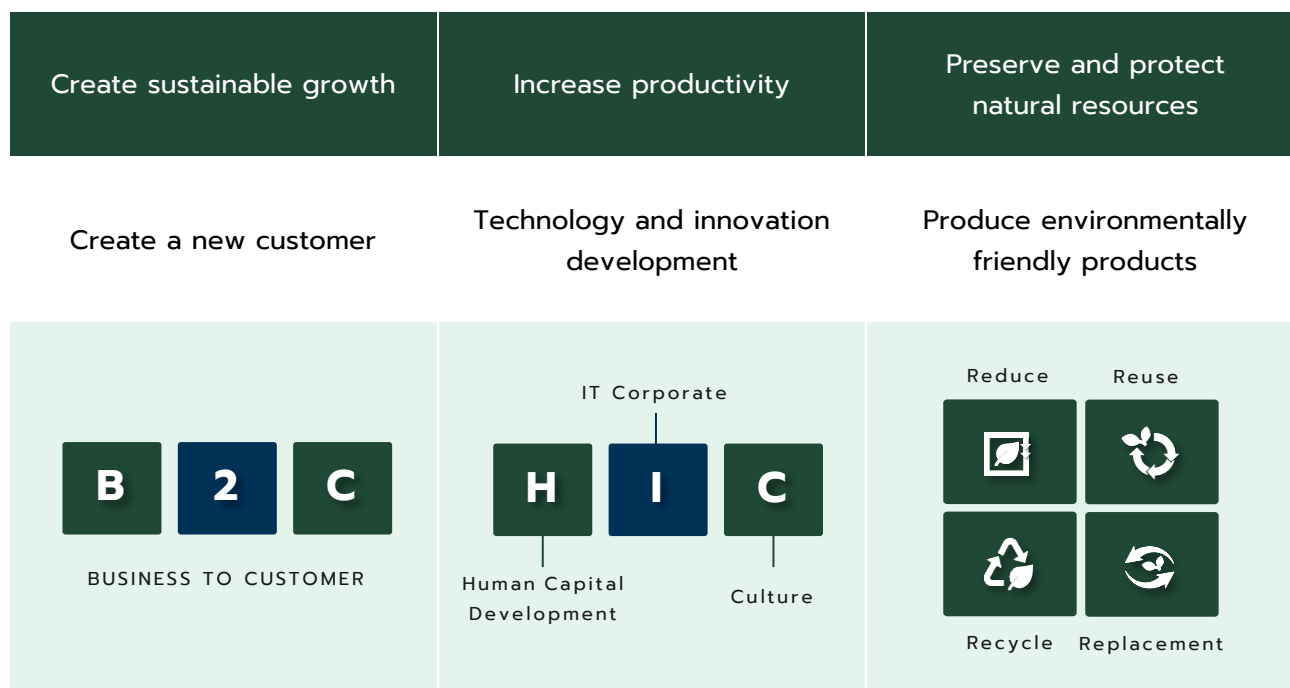 Create sustainable growth
Increase productivity
Preserve and protect
natural resources
Create a new customer
Technology and innovation
development
Produce environmentally
friendly products
B 2 C
BUSINESS TO CUSTOMER
IT Corporate
H I C
Human Capital
Development
Culture
Reduce
Reuse
Recycle
Replacement